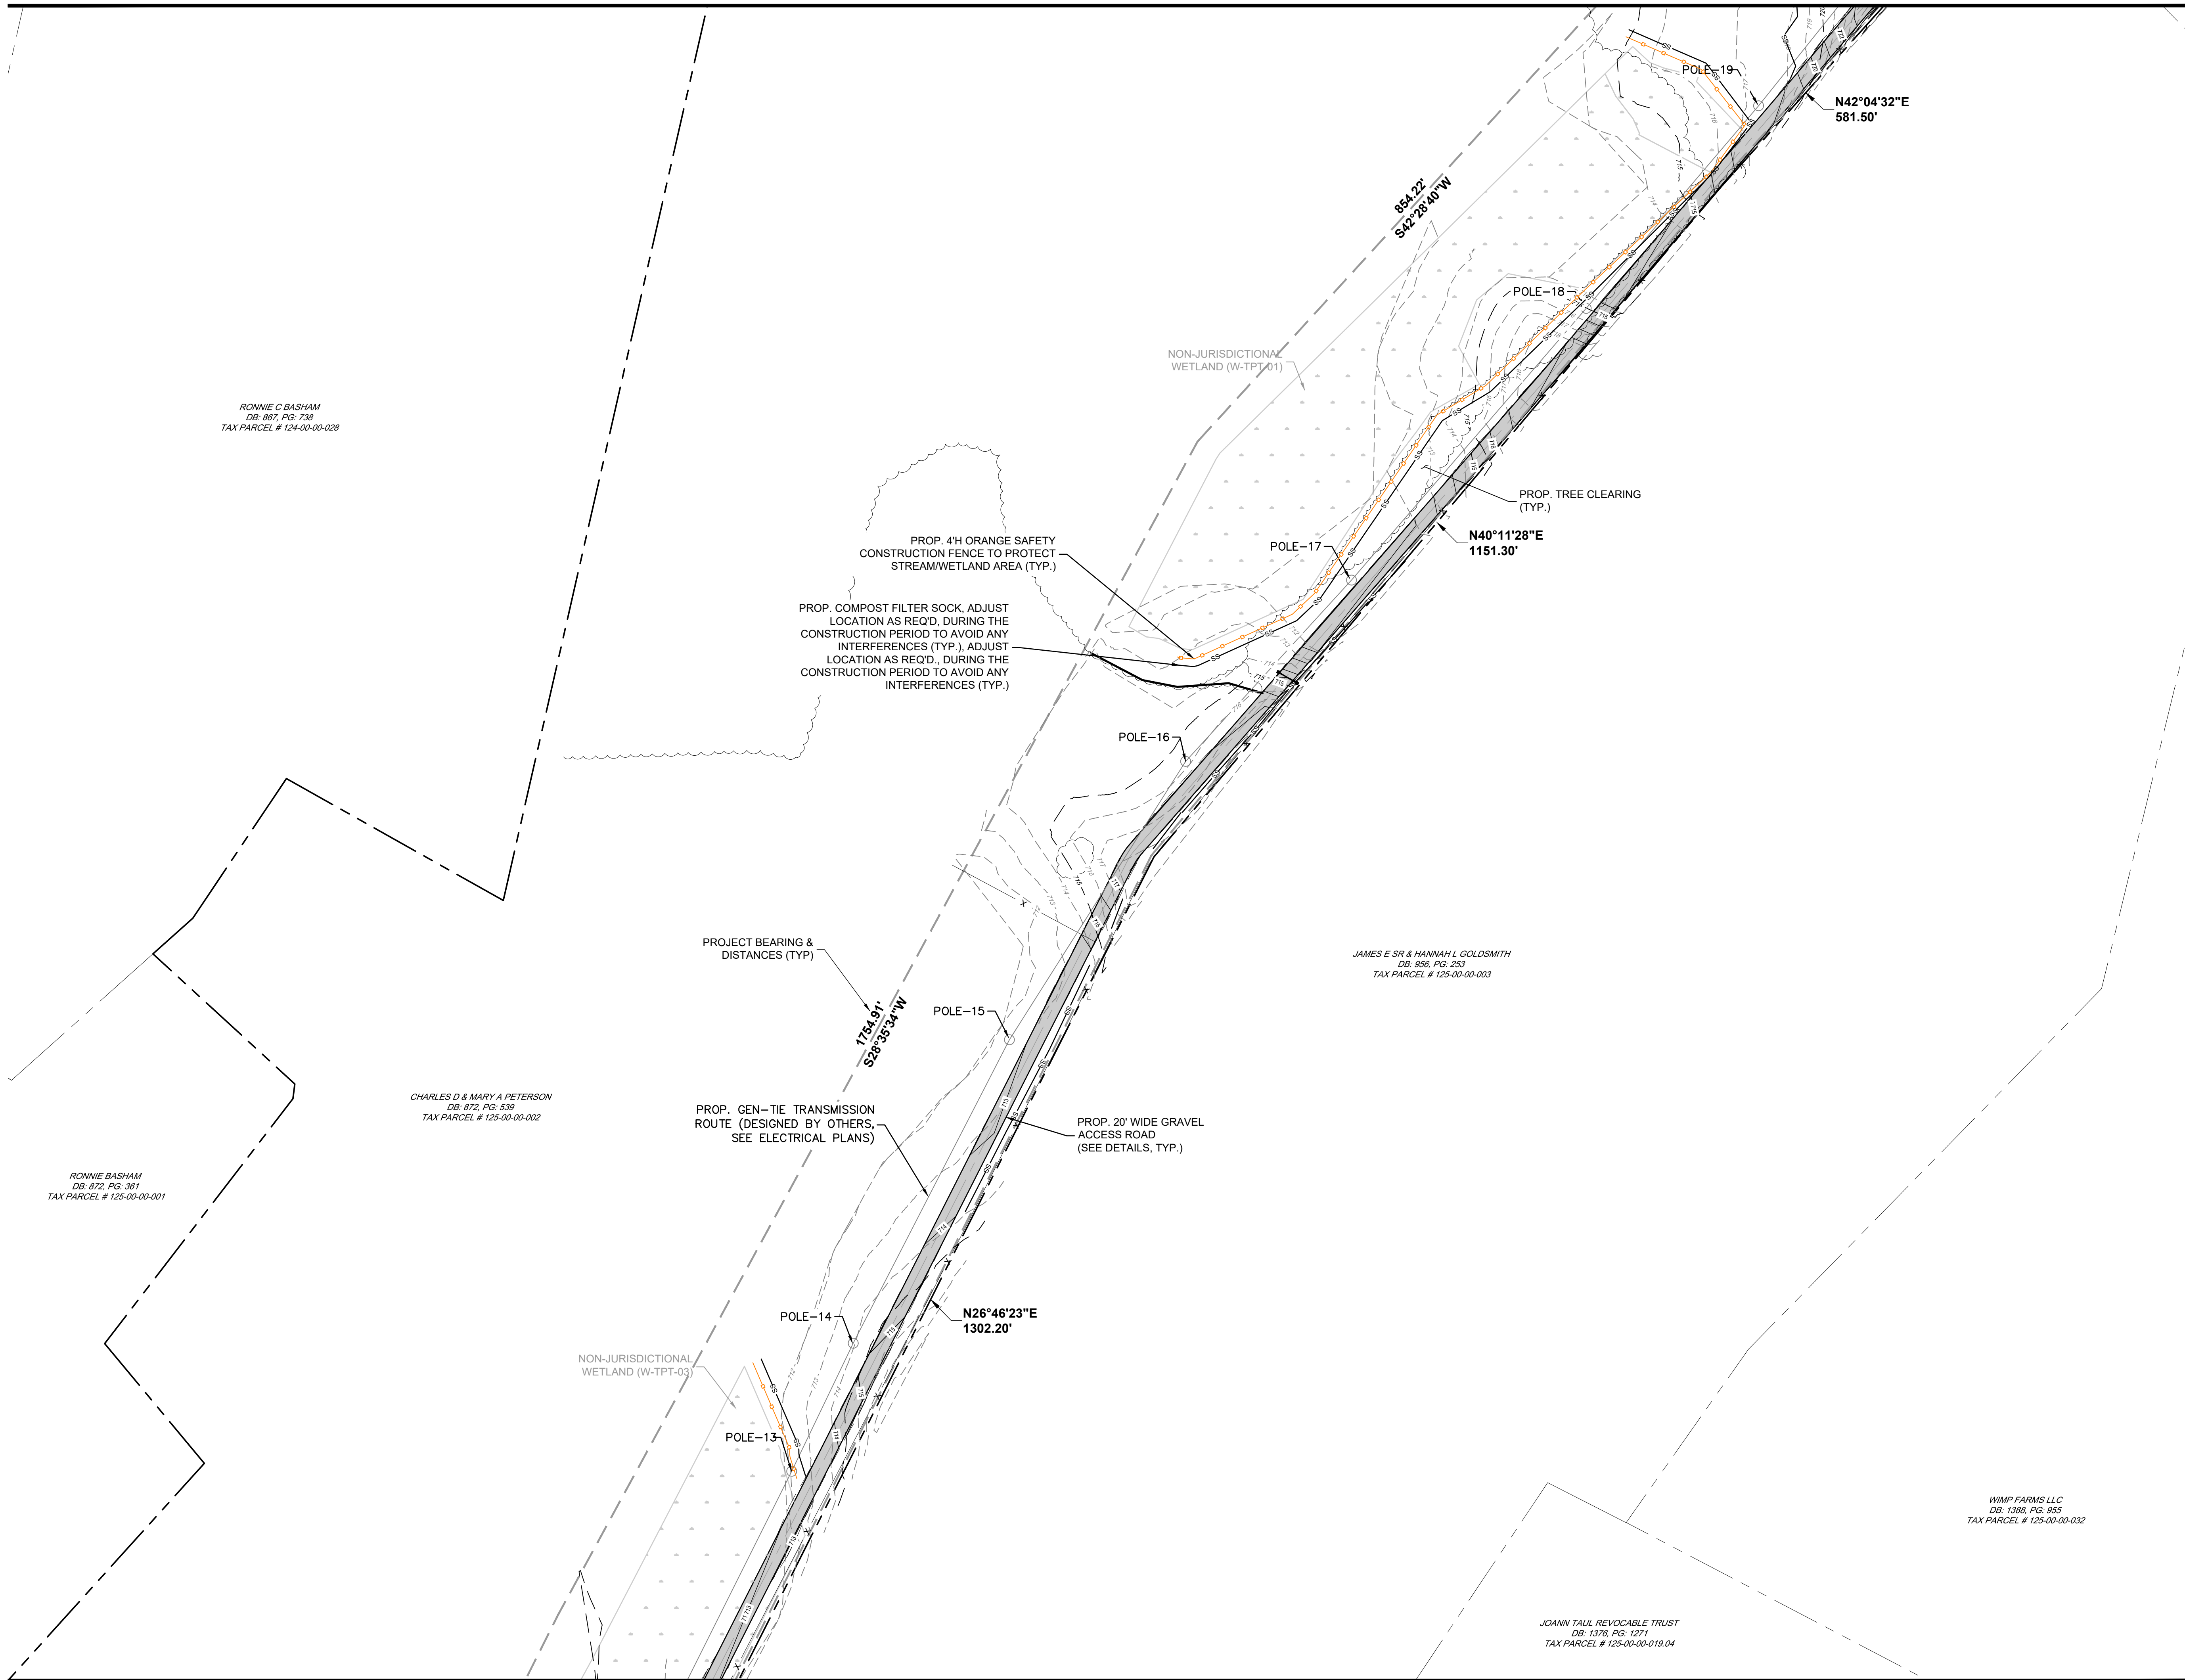 POLE-19
N42°04'32"E
581.50'
854.22'
S42°28'40"W
POLE-18
NON-JURISDICTIONAL
WETLAND (W-TPT-01)
RONNIE C BASHAM
DB: 867, PG: 738
TAX PARCEL # 124-00-00-028
PROP. TREE CLEARING
(TYP.)
PROP. 4'H ORANGE SAFETY
CONSTRUCTION FENCE TO PROTECT
STREAM/WETLAND AREA (TYP.)
POLE-17
N40°11'28"E
1151.30'
PROP. COMPOST FILTER SOCK, ADJUST
LOCATION AS REQ'D, DURING THE
CONSTRUCTION PERIOD TO AVOID ANY
INTERFERENCES (TYP.), ADJUST
LOCATION AS REQ'D., DURING THE
CONSTRUCTION PERIOD TO AVOID ANY
INTERFERENCES (TYP.)
POLE-16
PROJECT BEARING &
DISTANCES (TYP)
JAMES E SR & HANNAH L GOLDSMITH
DB: 956, PG: 253
TAX PARCEL # 125-00-00-003
POLE-15
1754.91'
S28°35'34"W
CHARLES D & MARY A PETERSON
DB: 872, PG: 539
TAX PARCEL # 125-00-00-002
PROP. GEN-TIE TRANSMISSION
ROUTE (DESIGNED BY OTHERS,
SEE ELECTRICAL PLANS)
PROP. 20' WIDE GRAVEL
ACCESS ROAD
(SEE DETAILS, TYP.)
RONNIE BASHAM
DB: 872, PG: 361
TAX PARCEL # 125-00-00-001
POLE-14
N26°46'23"E
1302.20'
NON-JURISDICTIONAL
WETLAND (W-TPT-03)
POLE-13
WIMP FARMS LLC
DB: 1388, PG: 955
TAX PARCEL # 125-00-00-032
JOANN TAUL REVOCABLE TRUST
DB: 1376, PG: 1271
TAX PARCEL # 125-00-00-019.04